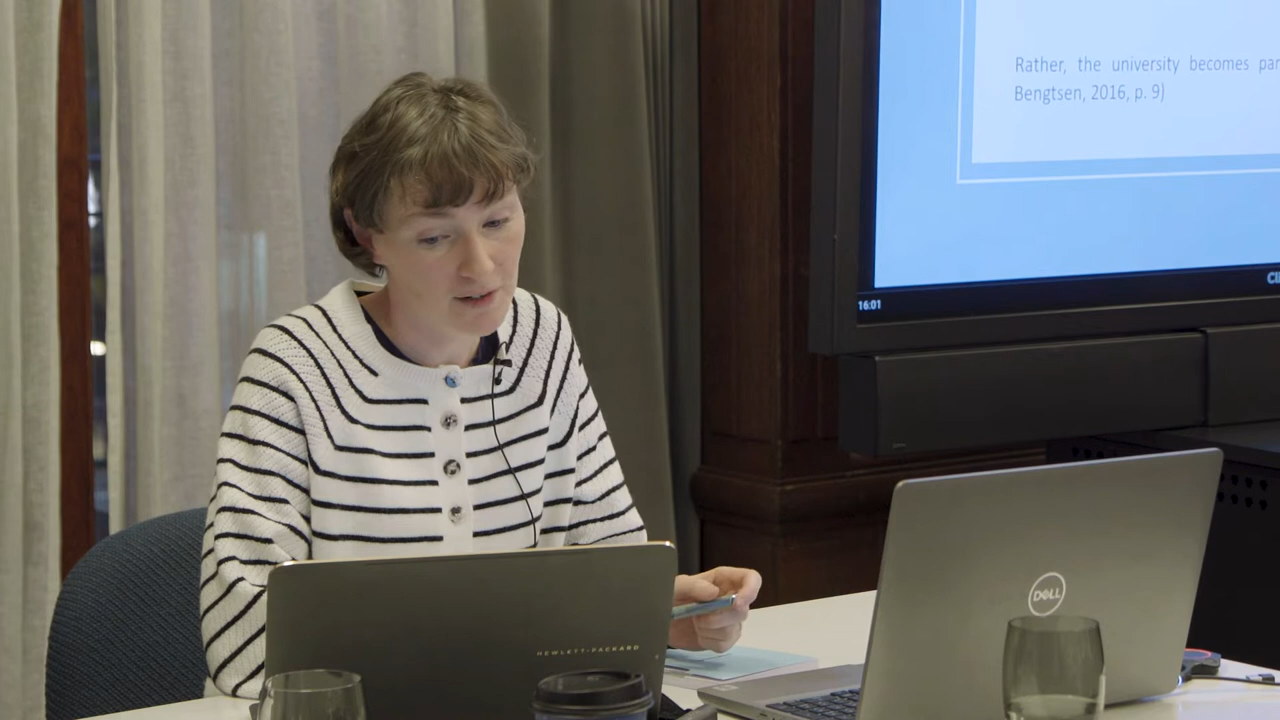 Rather, the university becomes par
Bengtsen, 2016, p. 9)
16:01
HEWLETT-PACKARD
DELL